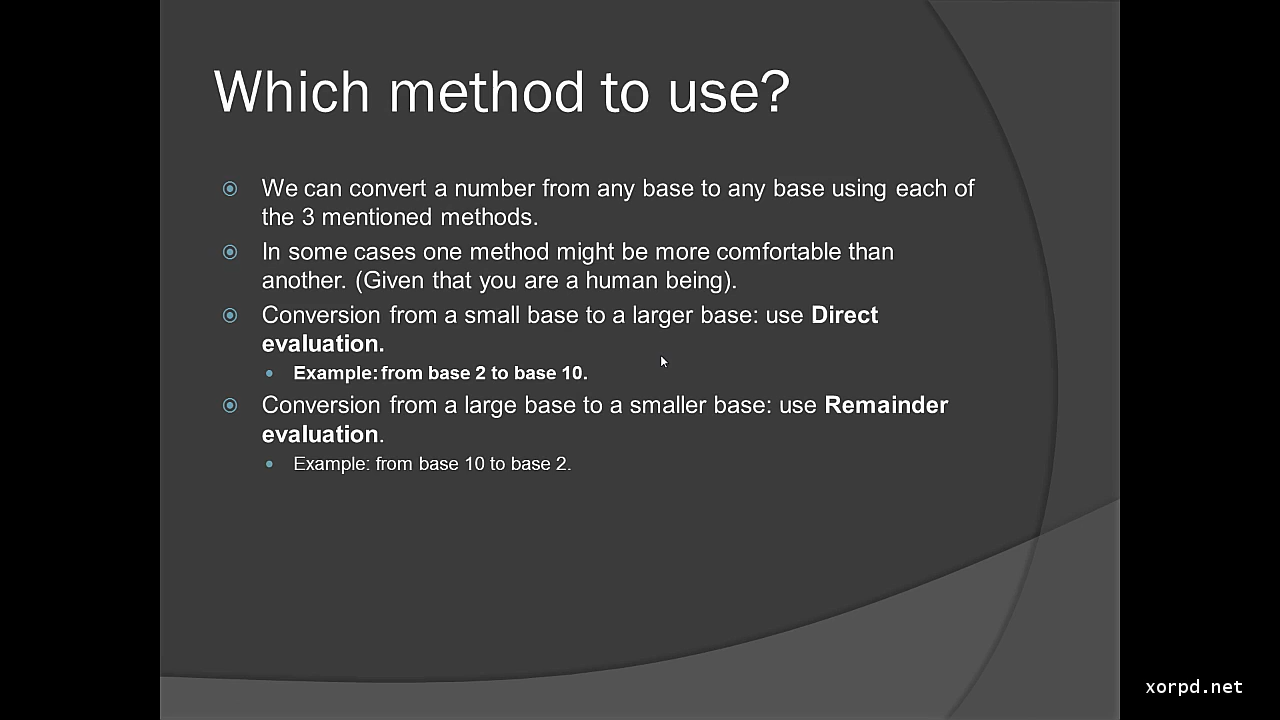 Which method to use?
We can convert a number from any base to any base using each of
the 3 mentioned methods.
In some cases one method might be more comfortable than
another. (Given that you are a human being).
Conversion from a small base to a larger base: use Direct
evaluation.
Example: from base 2 to base 10.
Conversion from a large base to a smaller base: use Remainder
evaluation.
Example: from base 10 to base 2.
xorpd.net